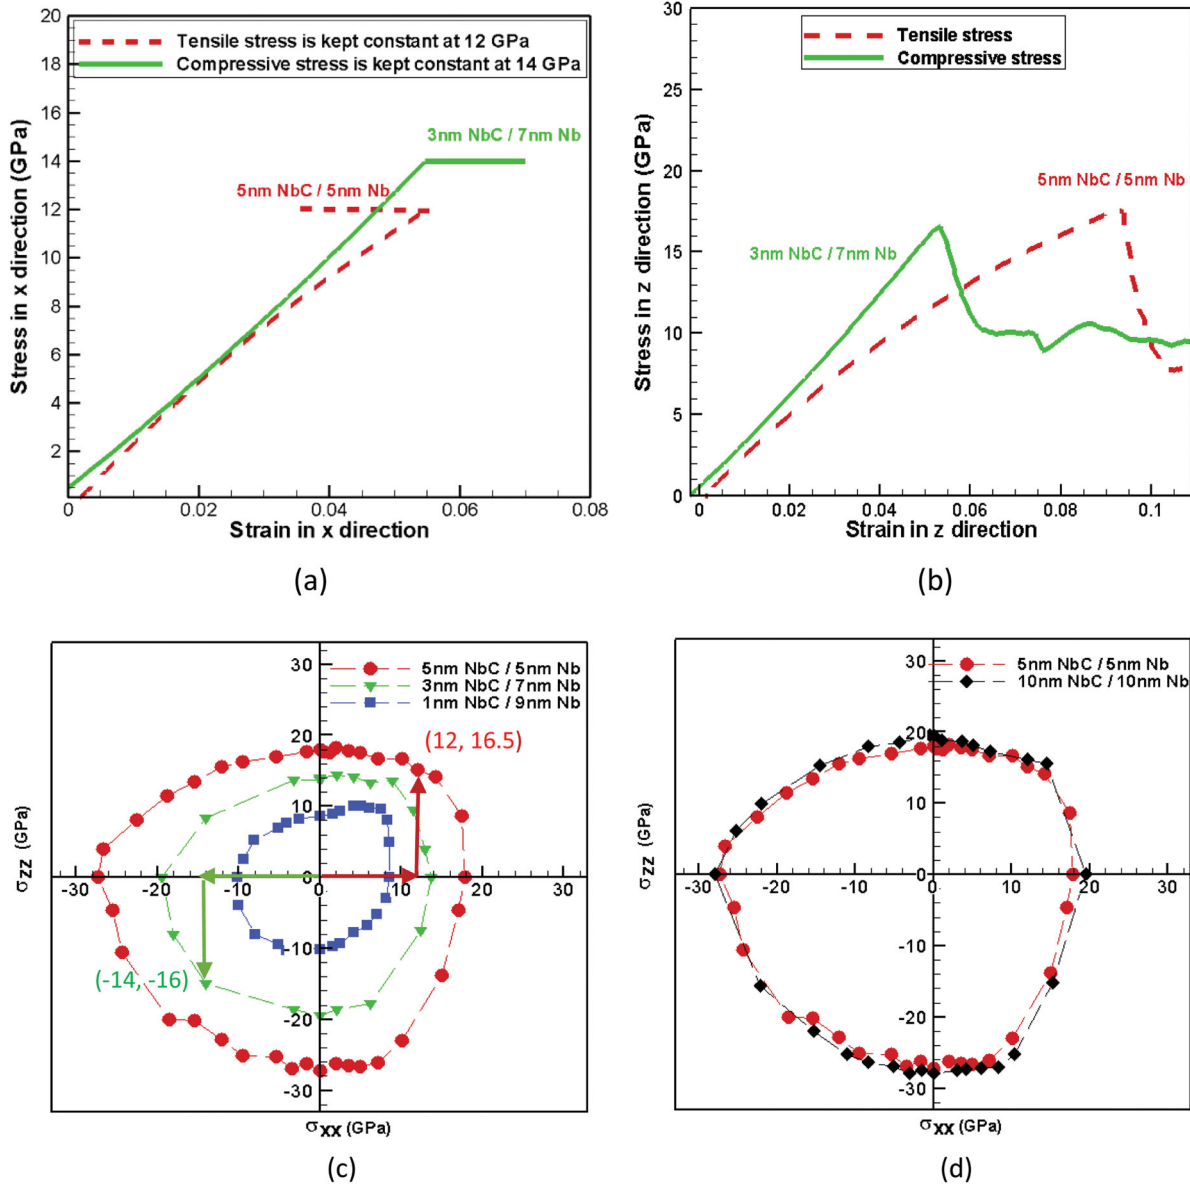 20
18
16
14
12
10
8
6
4
2
0
0.02
0.04
0.06
0.08
Tensile stress is kept constant at 12 GPa
Compressive stress is kept constant at 14 GPa
3nm NbC / 7nm Nb
5nm NbC / 5nm Nb
Stress in x direction (GPa)
Strain in x direction
(a)
30
25
20
15
10
5
0
0
0.02
0.04
0.06
0.08
0.1
Tensile stress
Compressive stress
5nm NbC / 5nm Nb
3nm NbC / 7nm Nb
Stress in z direction (GPa)
Strain in z direction
(b)
30
20
10
0
-10
-20
-30
-30
-20
-10
0
10
20
30
5nm NbC / 5nm Nb
3nm NbC / 7nm Nb
1nm NbC / 9nm Nb
(12, 16.5)
(-14, -16)
σZZ (GPa)
σXX (GPa)
(c)
30
20
10
0
-10
-20
-30
-30
-20
-10
0
10
20
30
5nm NbC / 5nm Nb
10nm NbC / 10nm Nb
σZZ (GPa)
σXX (GPa)
(d)